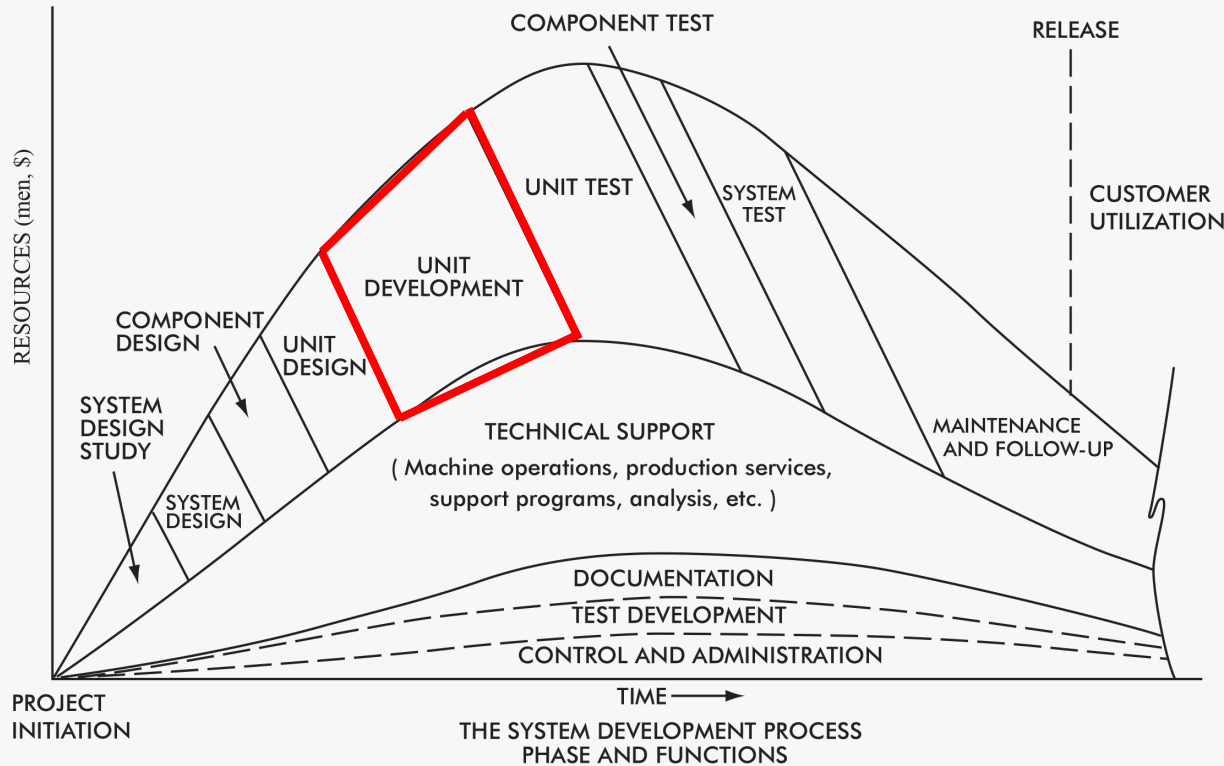 COMPONENT TEST
RELEASE
RESOURCES (men, $)
UNIT TEST
SYSTEM
TEST
CUSTOMER
UTILIZATION
UNIT
DEVELOPMENT
COMPONENT
DESIGN
UNIT
DESIGN
SYSTEM
DESIGN
STUDY
SYSTEM
DESIGN
TECHNICAL SUPPORT
( Machine operations, production services,
support programs, analysis, etc. )
MAINTENANCE
AND FOLLOW-UP
DOCUMENTATION
TEST DEVELOPMENT
CONTROL AND ADMINISTRATION
PROJECT
INITIATION
TIME
THE SYSTEM DEVELOPMENT PROCESS
PHASE AND FUNCTIONS